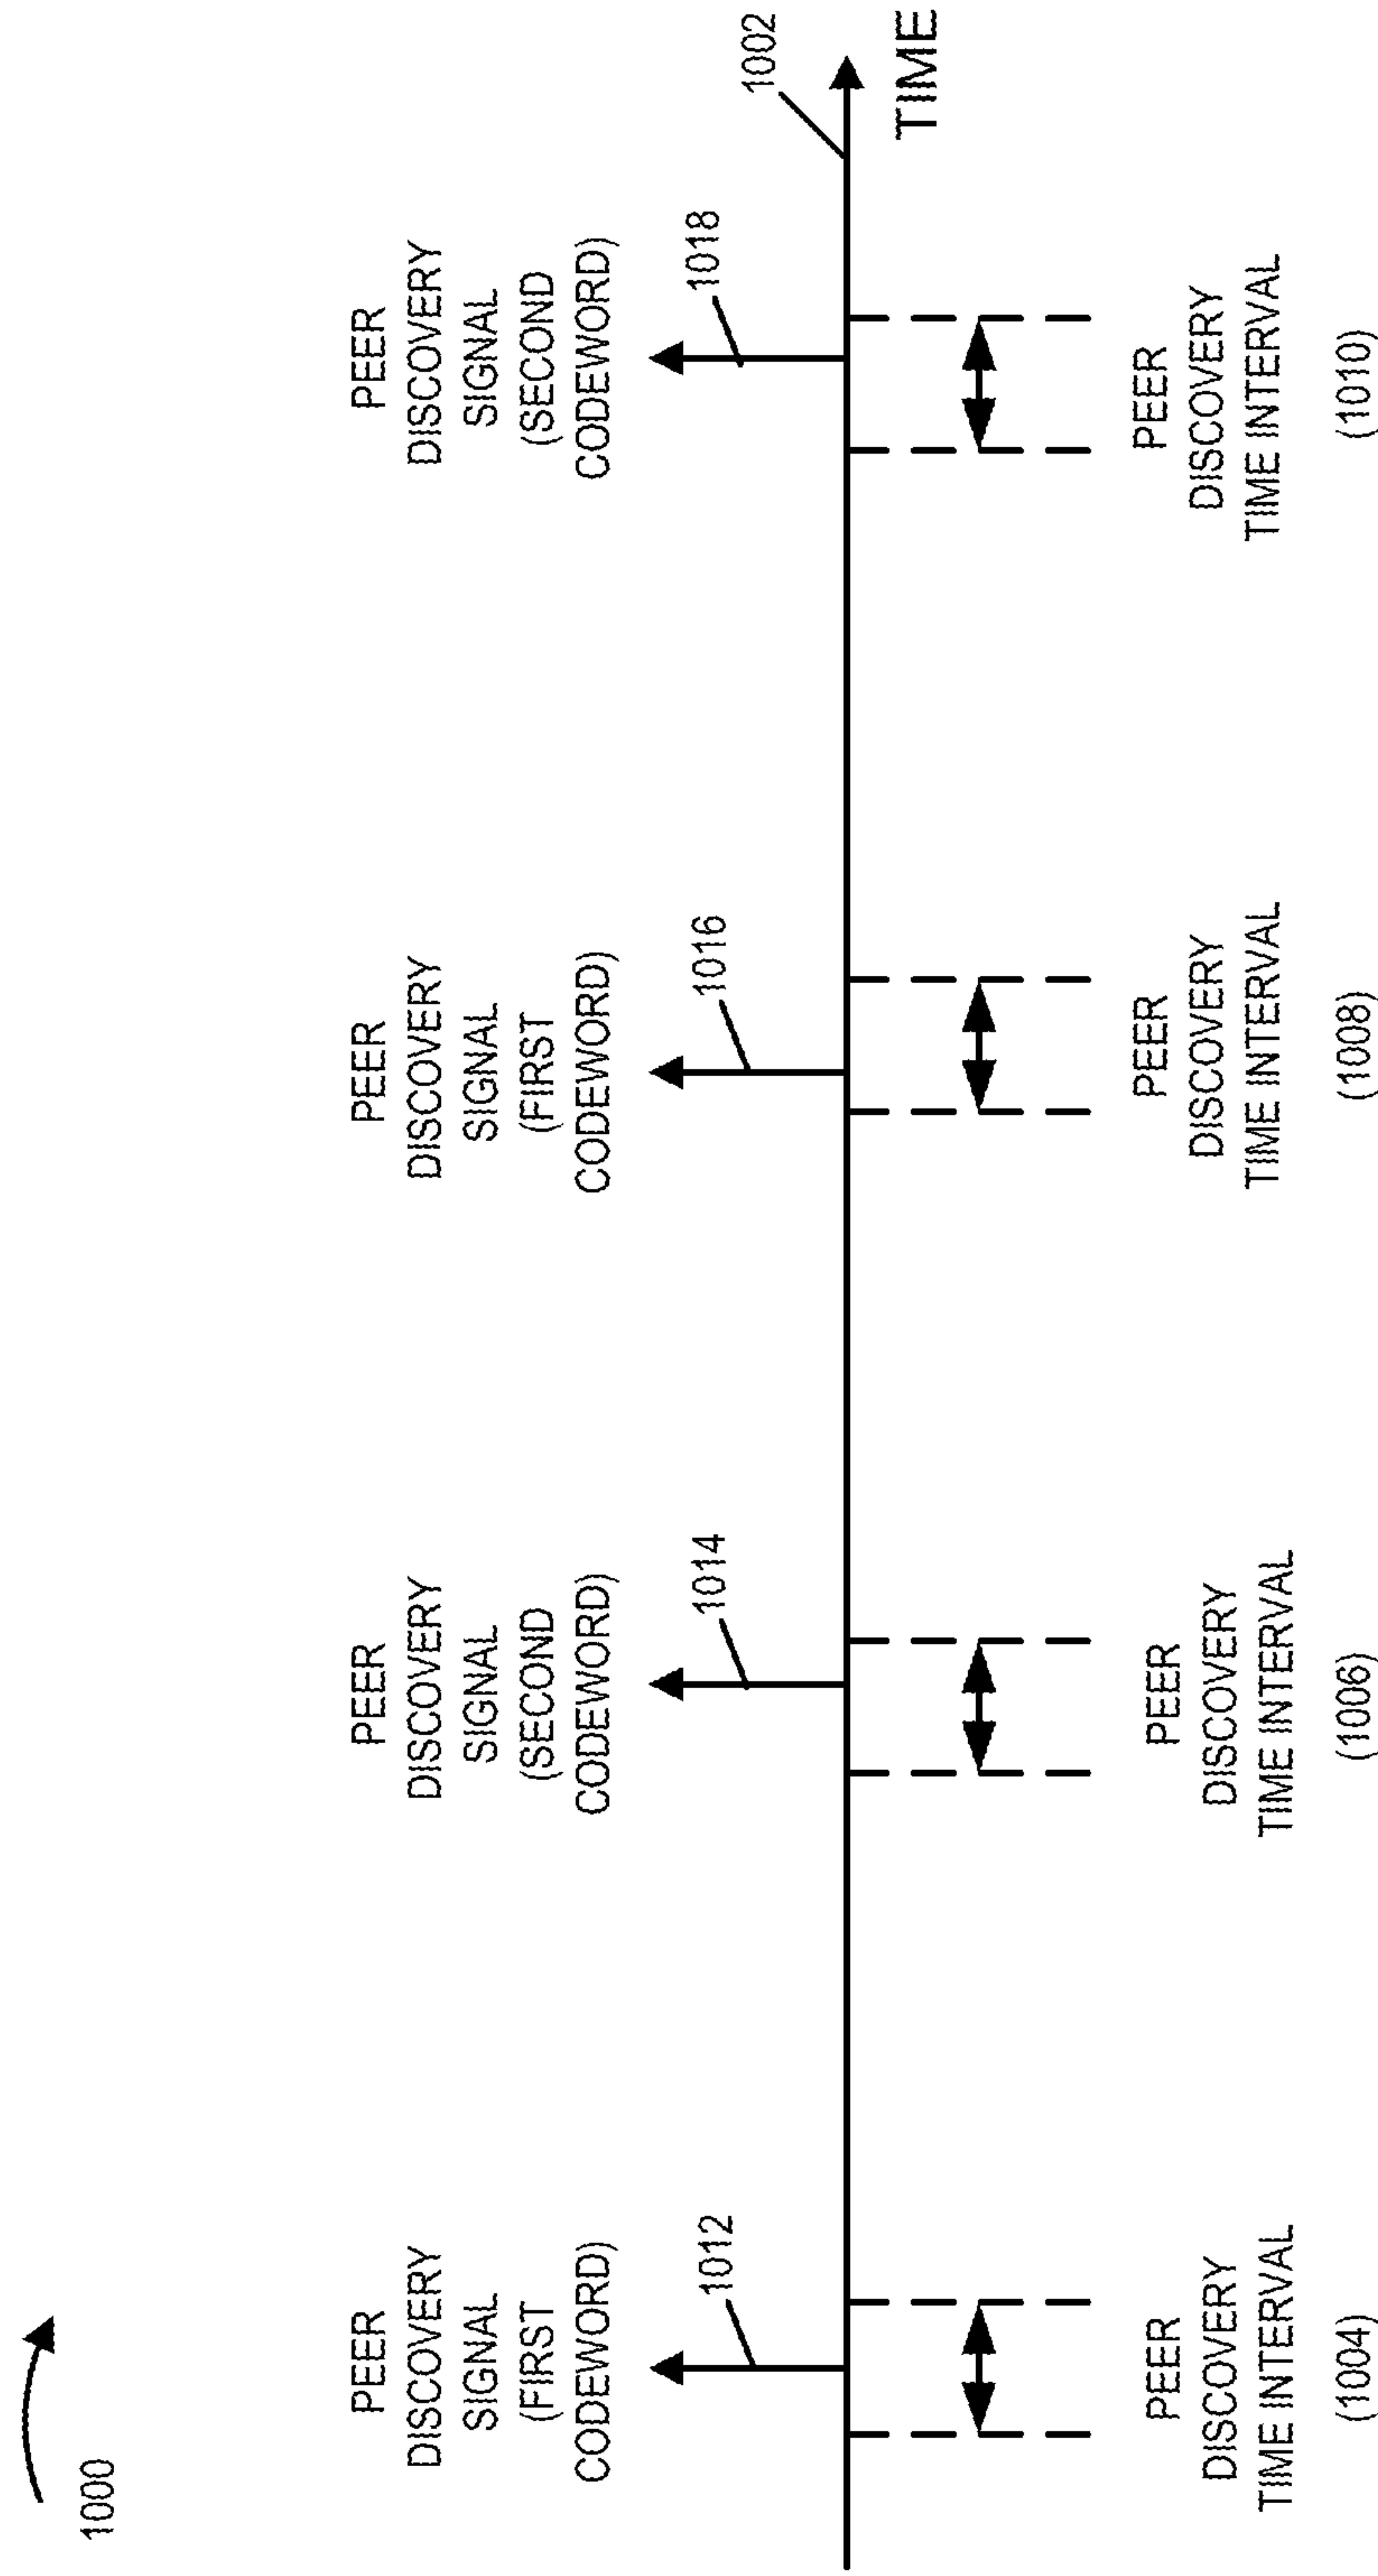 1000
PEER
DISCOVERY
SIGNAL
(FIRST
CODEWORD)
PEER
DISCOVERY
SIGNAL
(SECOND
CODEWORD)
PEER
DISCOVERY
SIGNAL
(FIRST
CODEWORD)
PEER
DISCOVERY
SIGNAL
(SECOND
CODEWORD)
1012
1014
1016
1018
1002
TIME
PEER
DISCOVERY
TIME INTERVAL
(1004)
PEER
DISCOVERY
TIME INTERVAL
(1006)
PEER
DISCOVERY
TIME INTERVAL
(1008)
PEER
DISCOVERY
TIME INTERVAL
(1010)